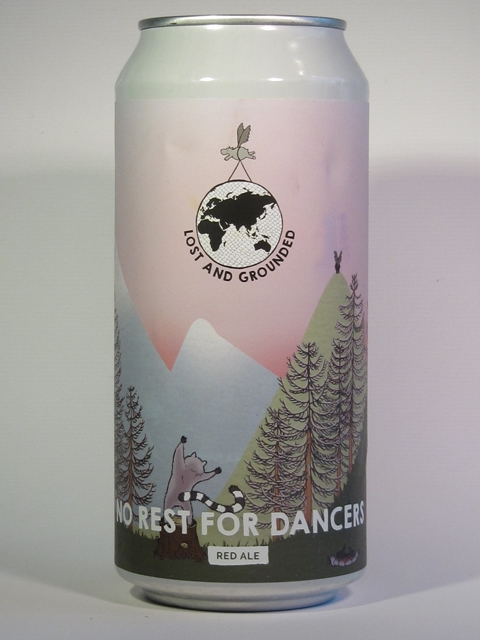 LOST AND GROUNDED
NO REST FOR DANCERS
RED ALE